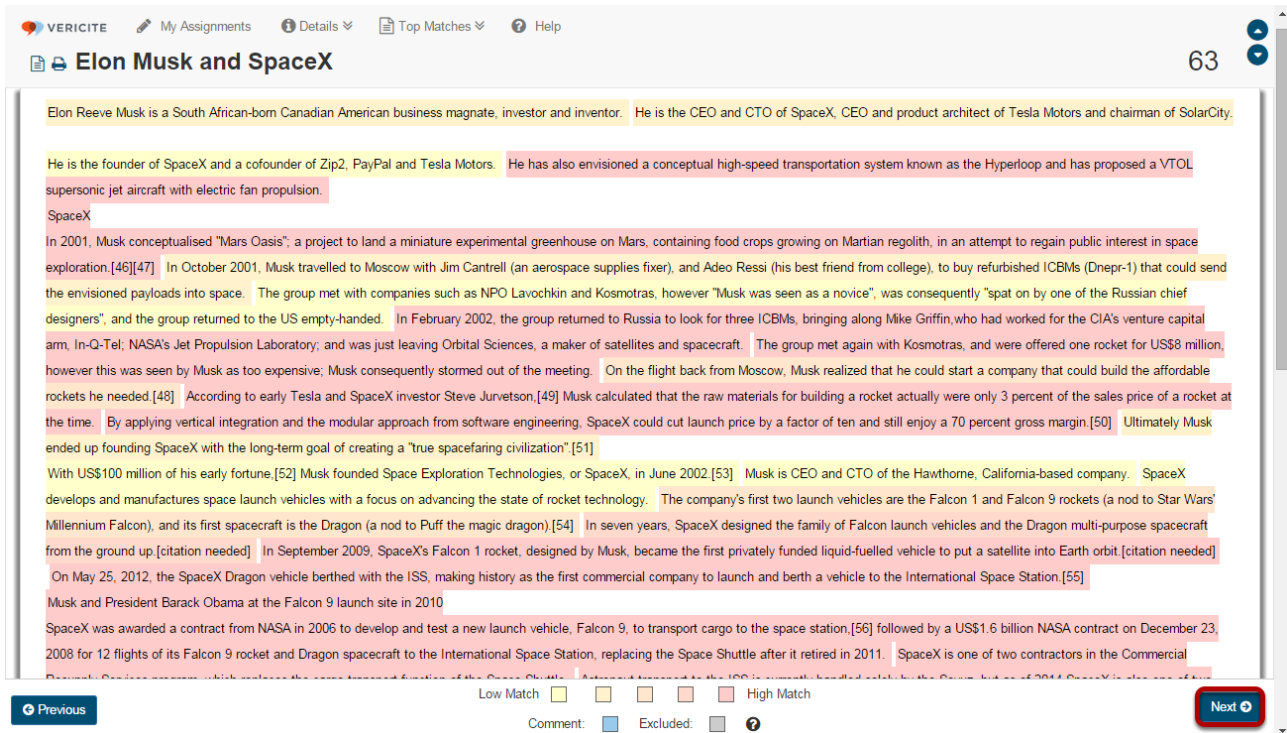 VERICITE My Assignments Details Top Matches Help
Elon Musk and SpaceX 63
Elon Reeve Musk is a South African-born Canadian American business magnate, investor and inventor. He is the CEO and CTO of SpaceX, CEO and product architect of Tesla Motors and chairman of SolarCity.
He is the founder of SpaceX and a cofounder of Zip2, PayPal and Tesla Motors. He has also envisioned a conceptual high-speed transportation system known as the Hyperloop and has proposed a VTOL
supersonic jet aircraft with electric fan propulsion.
SpaceX
In 2001, Musk conceptualised "Mars Oasis"; a project to land a miniature experimental greenhouse on Mars, containing food crops growing on Martian regolith, in an attempt to regain public interest in space
exploration.[46][47] In October 2001, Musk travelled to Moscow with Jim Cantrell (an aerospace supplies fixer), and Adeo Ressi (his best friend from college), to buy refurbished ICBMs (Dnepr-1) that could send
the envisioned payloads into space. The group met with companies such as NPO Lavochkin and Kosmotras, however "Musk was seen as a novice", was consequently "spat on by one of the Russian chief
designers", and the group returned to the US empty-handed. In February 2002, the group returned to Russia to look for three ICBMs, bringing along Mike Griffin,who had worked for the CIA's venture capital
arm, In-Q-Tel; NASA's Jet Propulsion Laboratory; and was just leaving Orbital Sciences, a maker of satellites and spacecraft. The group met again with Kosmotras, and were offered one rocket for US$8 million,
however this was seen by Musk as too expensive; Musk consequently stormed out of the meeting. On the flight back from Moscow, Musk realized that he could start a company that could build the affordable
rockets he needed.[48] According to early Tesla and SpaceX investor Steve Jurvetson,[49] Musk calculated that the raw materials for building a rocket actually were only 3 percent of the sales price of a rocket at
the time. By applying vertical integration and the modular approach from software engineering, SpaceX could cut launch price by a factor of ten and still enjoy a 70 percent gross margin.[50] Ultimately Musk
ended up founding SpaceX with the long-term goal of creating a "true spacefaring civilization".[51]
With US$100 million of his early fortune,[52] Musk founded Space Exploration Technologies, or SpaceX, in June 2002.[53] Musk is CEO and CTO of the Hawthorne, California-based company. SpaceX
develops and manufactures space launch vehicles with a focus on advancing the state of rocket technology. The company's first two launch vehicles are the Falcon 1 and Falcon 9 rockets (a nod to Star Wars'
Millennium Falcon), and its first spacecraft is the Dragon (a nod to Puff the magic dragon).[54] In seven years, SpaceX designed the family of Falcon launch vehicles and the Dragon multi-purpose spacecraft
from the ground up.[citation needed] In September 2009, SpaceX's Falcon 1 rocket, designed by Musk, became the first privately funded liquid-fuelled vehicle to put a satellite into Earth orbit.[citation needed]
On May 25, 2012, the SpaceX Dragon vehicle berthed with the ISS, making history as the first commercial company to launch and berth a vehicle to the International Space Station.[55]
Musk and President Barack Obama at the Falcon 9 launch site in 2010
SpaceX was awarded a contract from NASA in 2006 to develop and test a new launch vehicle, Falcon 9, to transport cargo to the space station,[56] followed by a US$1.6 billion NASA contract on December 23,
2008 for 12 flights of its Falcon 9 rocket and Dragon spacecraft to the International Space Station, replacing the Space Shuttle after it retired in 2011. SpaceX is one of two contractors in the Commercial
Low Match High Match
Previous Next
Comment: Excluded: